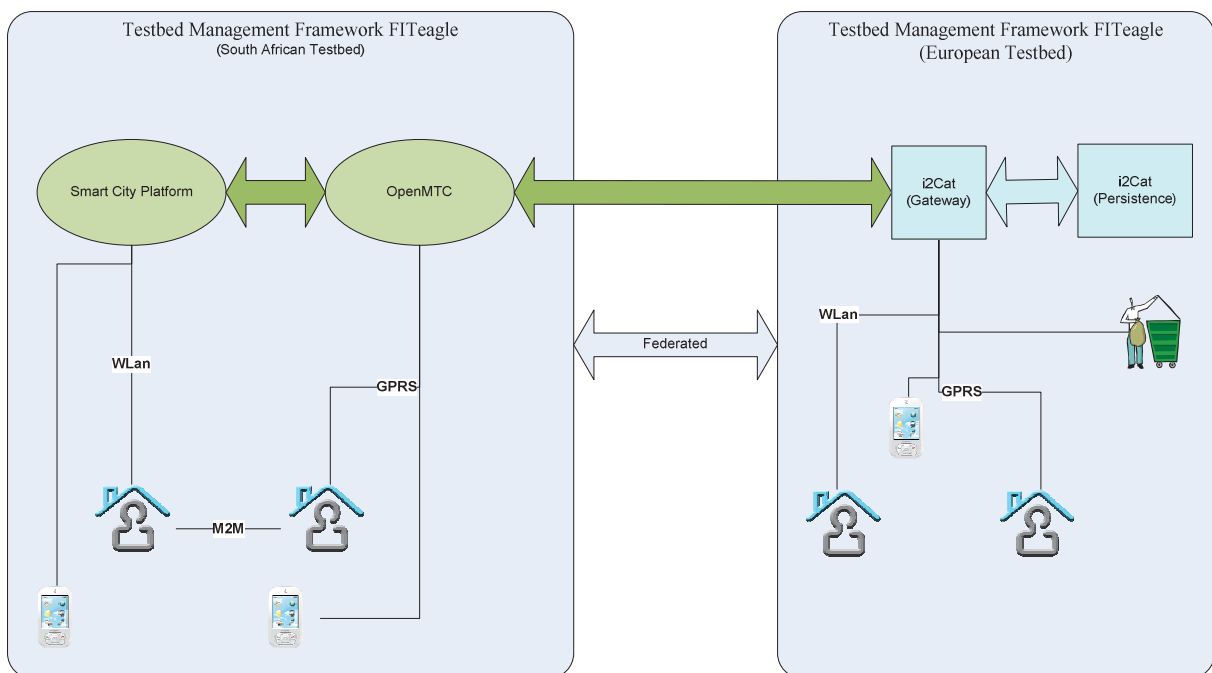 Testbed Management Framework FITeagle
(South African Testbed)
Smart City Platform
OpenMTC
WLan
GPRS
M2M
Federated
Testbed Management Framework FITeagle
(European Testbed)
i2Cat
(Gateway)
i2Cat
(Persistence)
WLan
GPRS